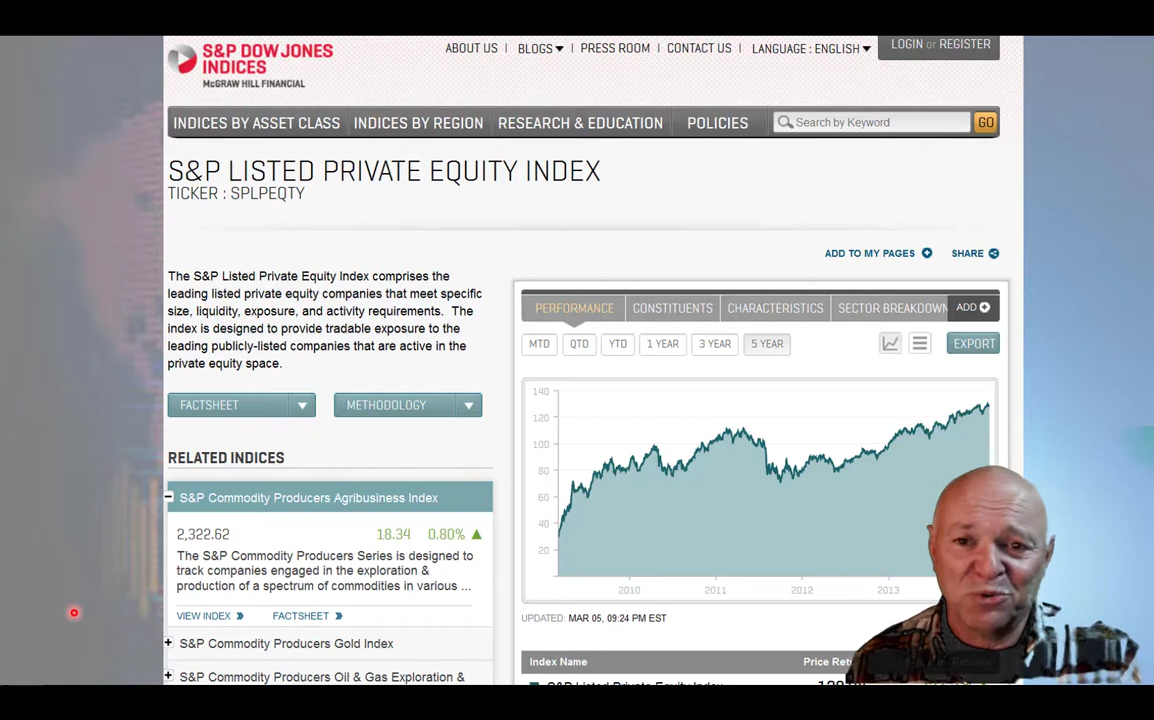 S&P DOW JONES
INDICES
McGRAW HILL FINANCIAL
ABOUT US | BLOGS | PRESS ROOM | CONTACT US | LANGUAGE : ENGLISH
LOGIN or REGISTER
INDICES BY ASSET CLASS INDICES BY REGION RESEARCH & EDUCATION POLICIES Search by Keyword GO
S&P LISTED PRIVATE EQUITY INDEX
TICKER : SPLPEQTY
ADD TO MY PAGES SHARE
The S&P Listed Private Equity Index comprises the
leading listed private equity companies that meet specific
size, liquidity, exposure, and activity requirements. The
index is designed to provide tradable exposure to the
leading publicly-listed companies that are active in the
private equity space.
FACTSHEET METHODOLOGY
RELATED INDICES
S&P Commodity Producers Agribusiness Index
2,322.62 18.34 0.80%
The S&P Commodity Producers Series is designed to
track companies engaged in the exploration &
production of a spectrum of commodities in various ...
VIEW INDEX FACTSHEET
S&P Commodity Producers Gold Index
S&P Commodity Producers Oil & Gas Exploration &
PERFORMANCE CONSTITUENTS CHARACTERISTICS SECTOR BREAKDOWN ADD
MTD QTD YTD 1 YEAR 3 YEAR 5 YEAR EXPORT
140
120
100
80
60
40
20
2010 2011 2012 2013
UPDATED: MAR 05, 09:24 PM EST
Index Name Price
S&P Listed Private Equity Index